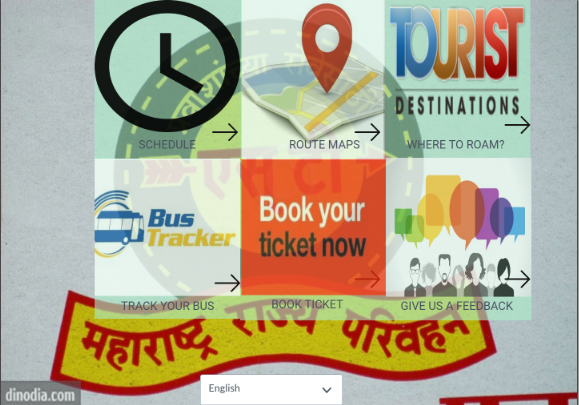 TOURIST
DESTINATIONS
SCHEDULE
ROUTE MAPS
WHERE TO ROAM?
एस टी
Bus
Tracker
Book your
ticket now
TRACK YOUR BUS
BOOK TICKET
GIVE US A FEEDBACK
महाराष्ट्र राज्य परिवहन
English
dinodia.com